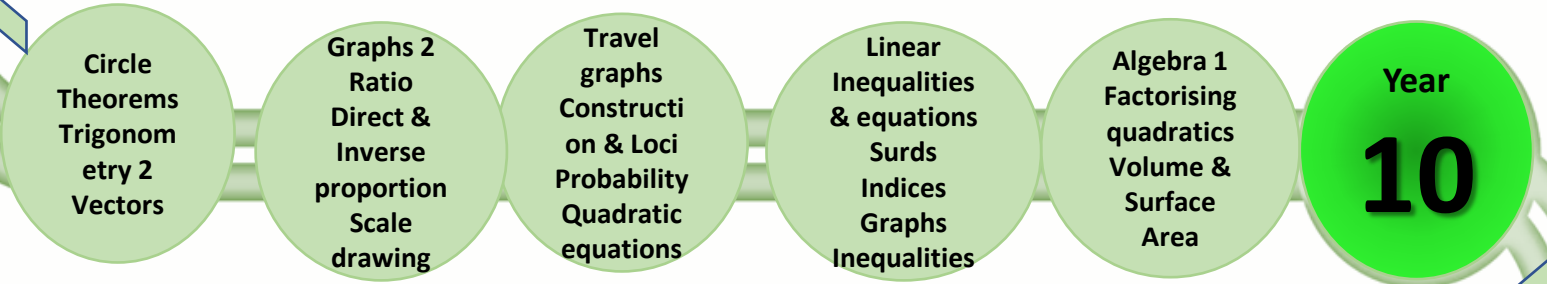 Circle
Theorems
Trigonom
etry 2
Vectors
Graphs 2
Ratio
Direct &
Inverse
proportion
Scale
drawing
Travel
graphs
Constructi
on & Loci
Probability
Quadratic
equations
Linear
Inequalities
& equations
Surds
Indices
Graphs
Inequalities
Algebra 1
Factorising
quadratics
Volume &
Surface
Area
Year
10